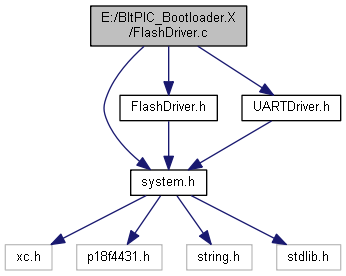 E:/BltPIC_Bootloader.X
/FlashDriver.c
FlashDriver.h
UARTDriver.h
system.h
xc.h
p18f4431.h
string.h
stdlib.h